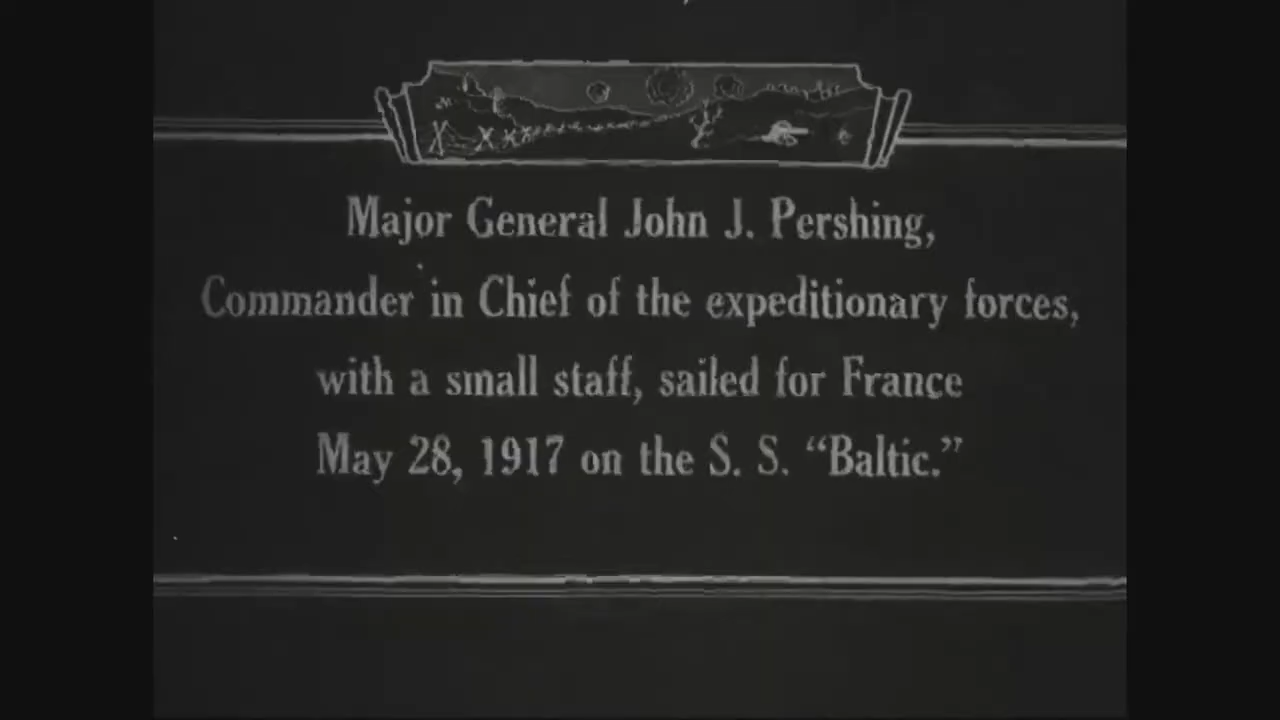 Major General John J. Pershing,
Commander in Chief of the expeditionary forces,
with a small staff, sailed for France
May 28, 1917 on the S. S. “Baltic.”